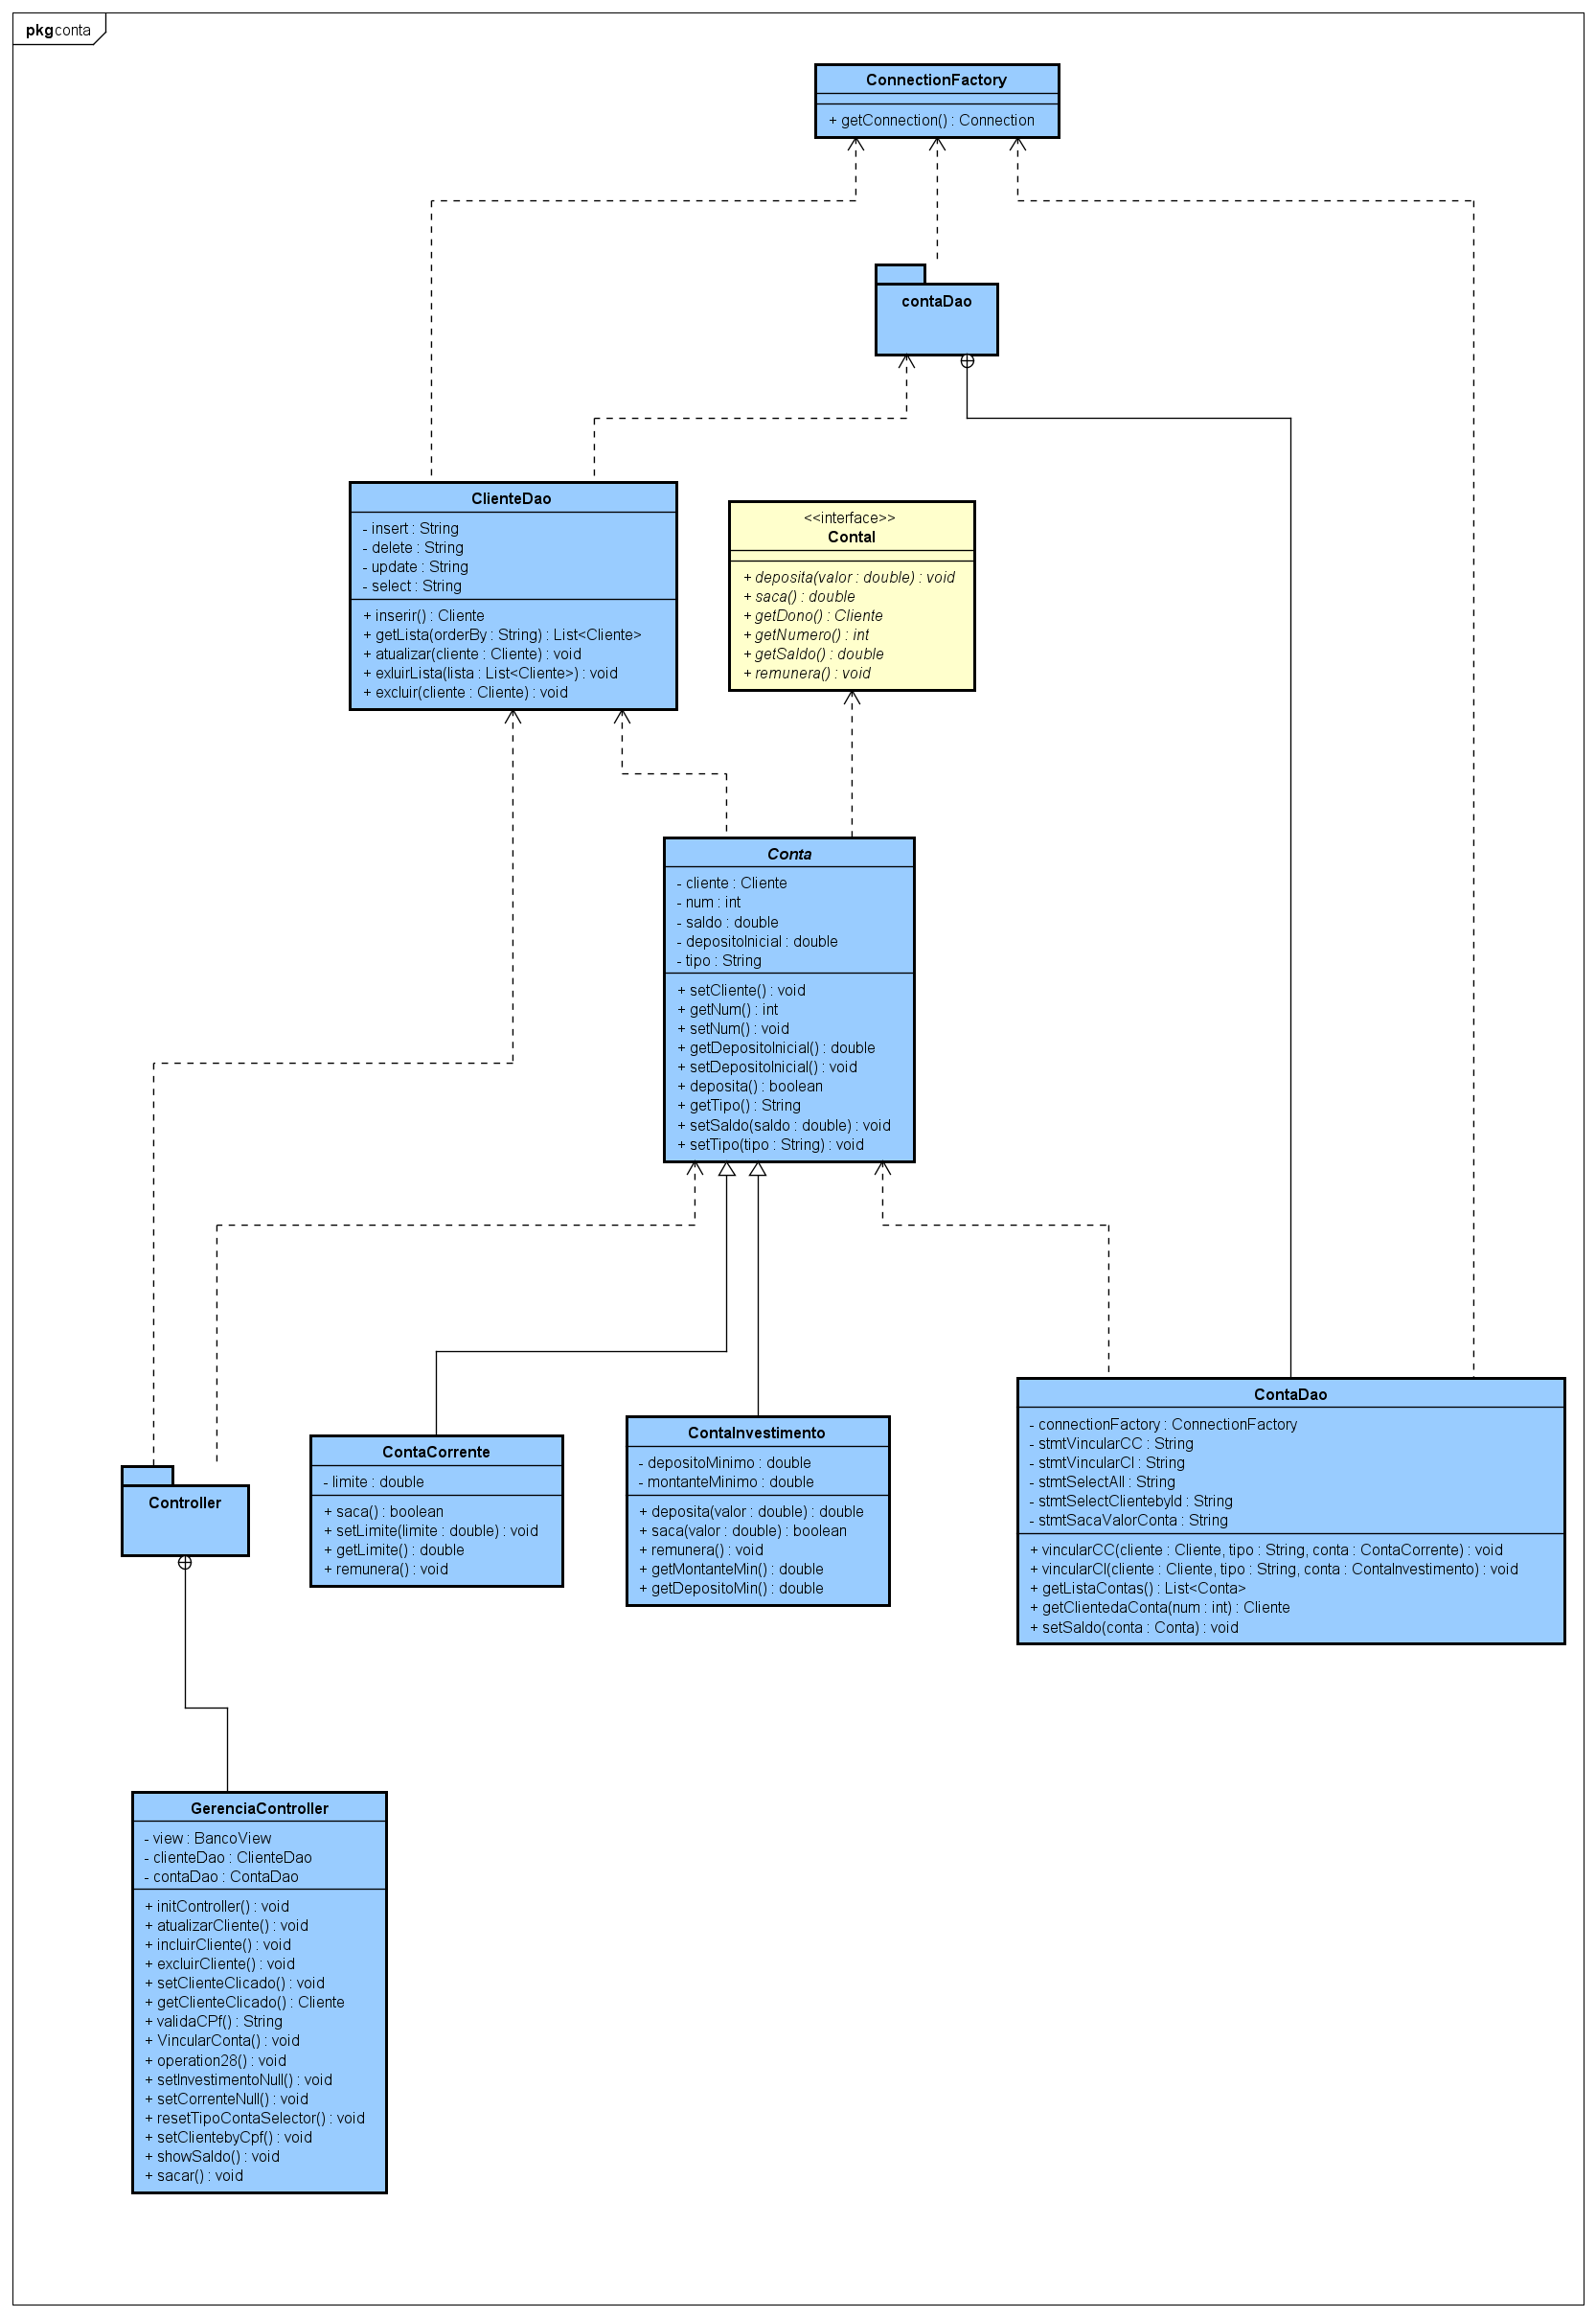 pkg conta
ConnectionFactory
+ getConnection() : Connection
contaDao
ClienteDao
- insert : String
- delete : String
- update : String
- select : String
+ inserir() : Cliente
+ getLista(orderBy : String) : List<Cliente>
+ atualizar(cliente : Cliente) : void
+ exluirLista(lista : List<Cliente>) : void
+ excluir(cliente : Cliente) : void
<<interface>>
ContaI
+ deposita(valor : double) : void
+ saca() : double
+ getDono() : Cliente
+ getNumero() : int
+ getSaldo() : double
+ remunera() : void
Conta
- cliente : Cliente
- num : int
- saldo : double
- depositoInicial : double
- tipo : String
+ setCliente() : void
+ getNum() : int
+ setNum() : void
+ getDepositoInicial() : double
+ setDepositoInicial() : void
+ deposita() : boolean
+ getTipo() : String
+ setSaldo(saldo : double) : void
+ setTipo(tipo : String) : void
Controller
ContaCorrente
- limite : double
+ saca() : boolean
+ setLimite(limite : double) : void
+ getLimite() : double
+ remunera() : void
ContaInvestimento
- depositoMinimo : double
- montanteMinimo : double
+ deposita(valor : double) : double
+ saca(valor : double) : boolean
+ remunera() : void
+ getMontanteMin() : double
+ getDepositoMin() : double
ContaDao
- connectionFactory : ConnectionFactory
- stmtVincularCC : String
- stmtVincularCI : String
- stmtSelectAll : String
- stmtSelectClientebyId : String
- stmtSacaValorConta : String
+ vincularCC(cliente : Cliente, tipo : String, conta : ContaCorrente) : void
+ vincularCI(cliente : Cliente, tipo : String, conta : ContaInvestimento) : void
+ getListaContas() : List<Conta>
+ getClientedaConta(num : int) : Cliente
+ setSaldo(conta : Conta) : void
GerenciaController
- view : BancoView
- clienteDao : ClienteDao
- contaDao : ContaDao
+ initController() : void
+ atualizarCliente() : void
+ incluirCliente() : void
+ excluirCliente() : void
+ setClienteClicado() : void
+ getClienteClicado() : Cliente
+ validaCPf() : String
+ VincularConta() : void
+ operation28() : void
+ setInvestimentoNull() : void
+ setCorrenteNull() : void
+ resetTipoContaSelector() : void
+ setClientebyCpf() : void
+ showSaldo() : void
+ sacar() : void